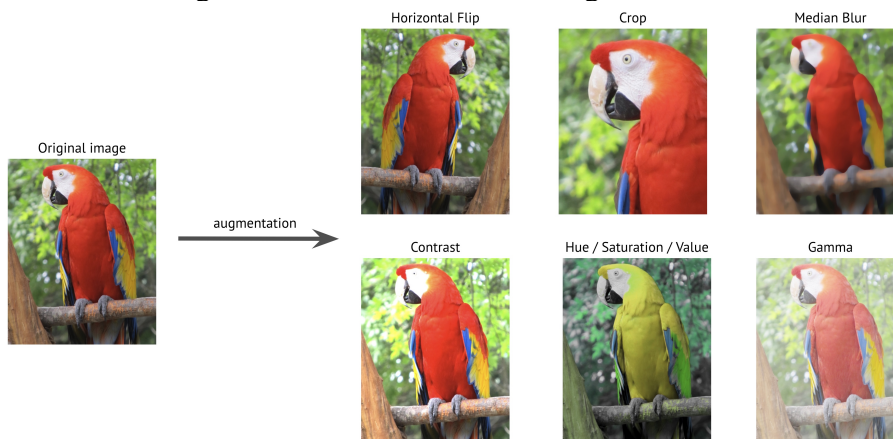 Horizontal Flip
Crop
Median Blur
Original image
augmentation
Contrast
Hue / Saturation / Value
Gamma